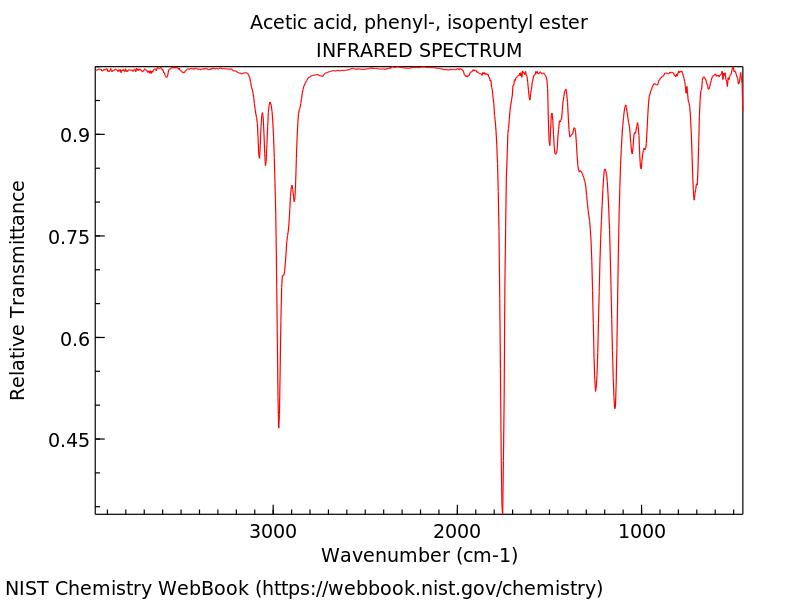 Acetic acid, phenyl-, isopentyl ester
INFRARED SPECTRUM
Relative Transmittance
0.9
0.75
0.6
0.45
3000
2000
1000
Wavenumber (cm-1)
NIST Chemistry WebBook (https://webbook.nist.gov/chemistry)